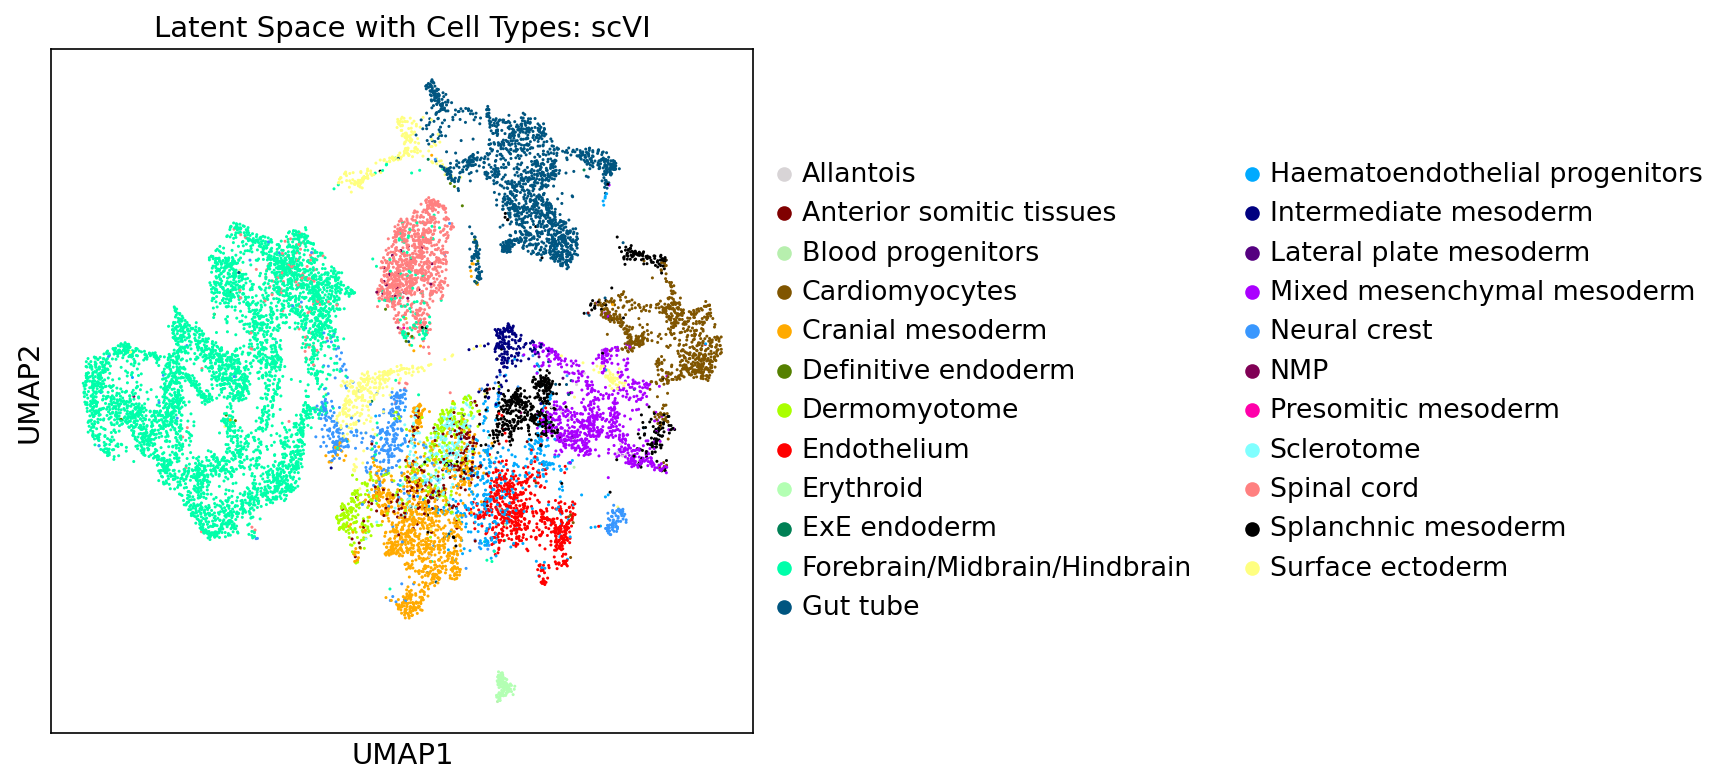 Latent Space with Cell Types: scVI
UMAP2
UMAP1
Allantois
Anterior somitic tissues
Blood progenitors
Cardiomyocytes
Cranial mesoderm
Definitive endoderm
Dermomyotome
Endothelium
Erythroid
ExE endoderm
Forebrain/Midbrain/Hindbrain
Gut tube
Haematoendothelial progenitors
Intermediate mesoderm
Lateral plate mesoderm
Mixed mesenchymal mesoderm
Neural crest
NMP
Presomitic mesoderm
Sclerotome
Spinal cord
Splanchnic mesoderm
Surface ectoderm